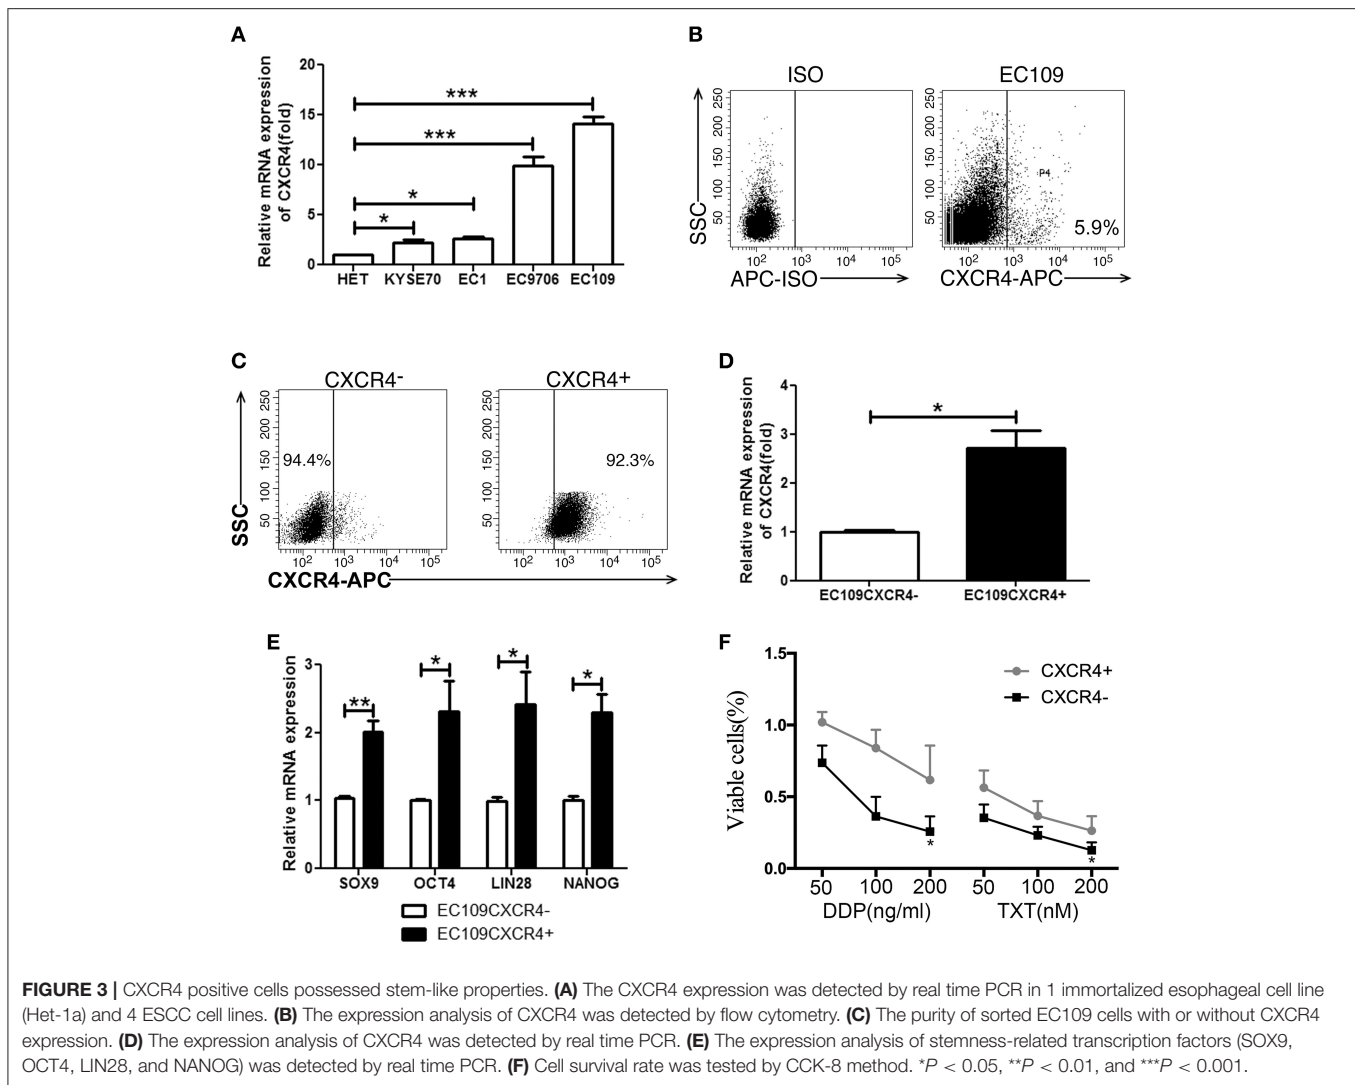 A
Relative mRNA expression
of CXCR4(fold)
20
15
10
5
0
***
***
*
*
HET KYSE70 EC1 EC9706 EC109
B
ISO
EC109
SSC
250
200
150
100
50
10² 10³ 10⁴ 10⁵
APC-ISO
250
200
150
100
50
P4
5.9%
10² 10³ 10⁴ 10⁵
CXCR4-APC
C
CXCR4-
CXCR4+
SSC
250
200
150
100
50
94.4%
10² 10³ 10⁴ 10⁵
250
200
150
100
50
92.3%
10² 10³ 10⁴ 10⁵
CXCR4-APC
D
Relative mRNA expression
of CXCR4(fold)
4
3
2
1
0
*
EC109CXCR4- EC109CXCR4+
E
Relative mRNA expression
3
2
1
0
**
*
*
*
SOX9 OCT4 LIN28 NANOG
EC109CXCR4-
EC109CXCR4+
F
Viable cells(%)
1.5
1.0
0.5
0.0
CXCR4+
CXCR4-
*
*
50 100 200 50 100 200
DDP(ng/ml) TXT(nM)
FIGURE 3 | CXCR4 positive cells possessed stem-like properties. (A) The CXCR4 expression was detected by real time PCR in 1 immortalized esophageal cell line
(Het-1a) and 4 ESCC cell lines. (B) The expression analysis of CXCR4 was detected by flow cytometry. (C) The purity of sorted EC109 cells with or without CXCR4
expression. (D) The expression analysis of CXCR4 was detected by real time PCR. (E) The expression analysis of stemness-related transcription factors (SOX9,
OCT4, LIN28, and NANOG) was detected by real time PCR. (F) Cell survival rate was tested by CCK-8 method. *P < 0.05, **P < 0.01, and ***P < 0.001.